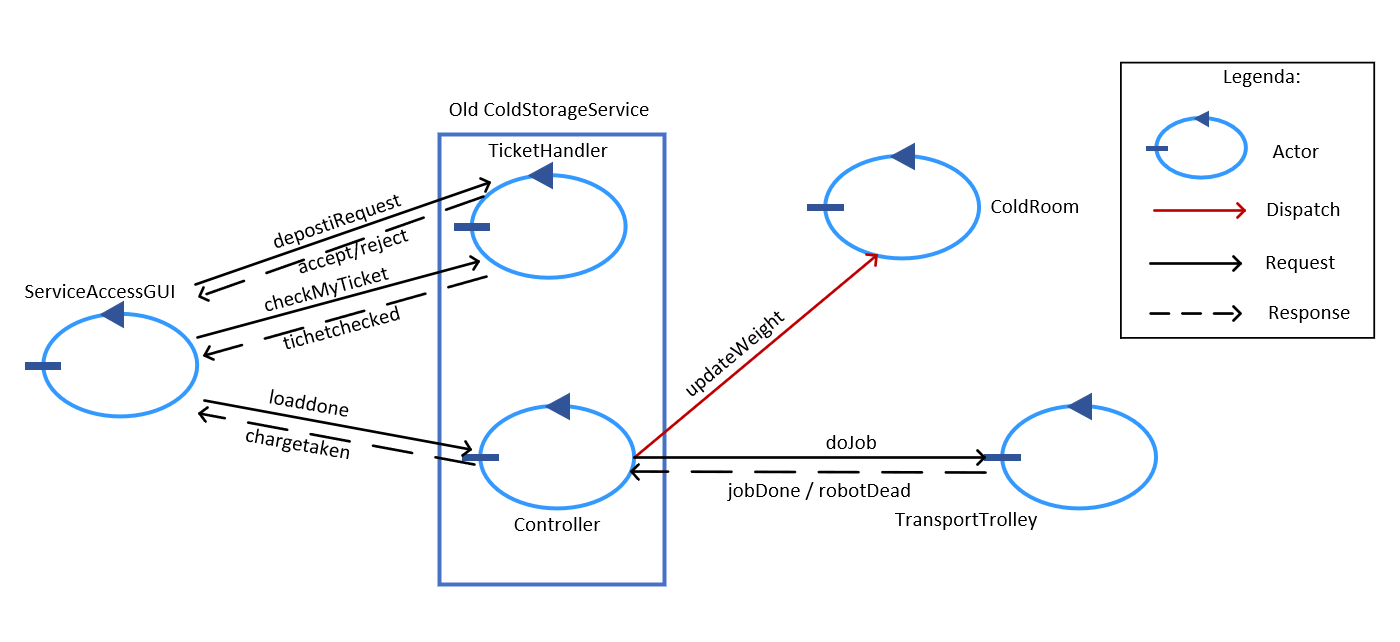 Old ColdStorageService
TicketHandler
depostiRequest
accept/reject
checkMyTicket
tichetchecked
ServiceAccessGUI
loaddone
chargetaken
Controller
updateWeight
ColdRoom
doJob
jobDone / robotDead
TransportTrolley
Legenda:
Actor
Dispatch
Request
Response